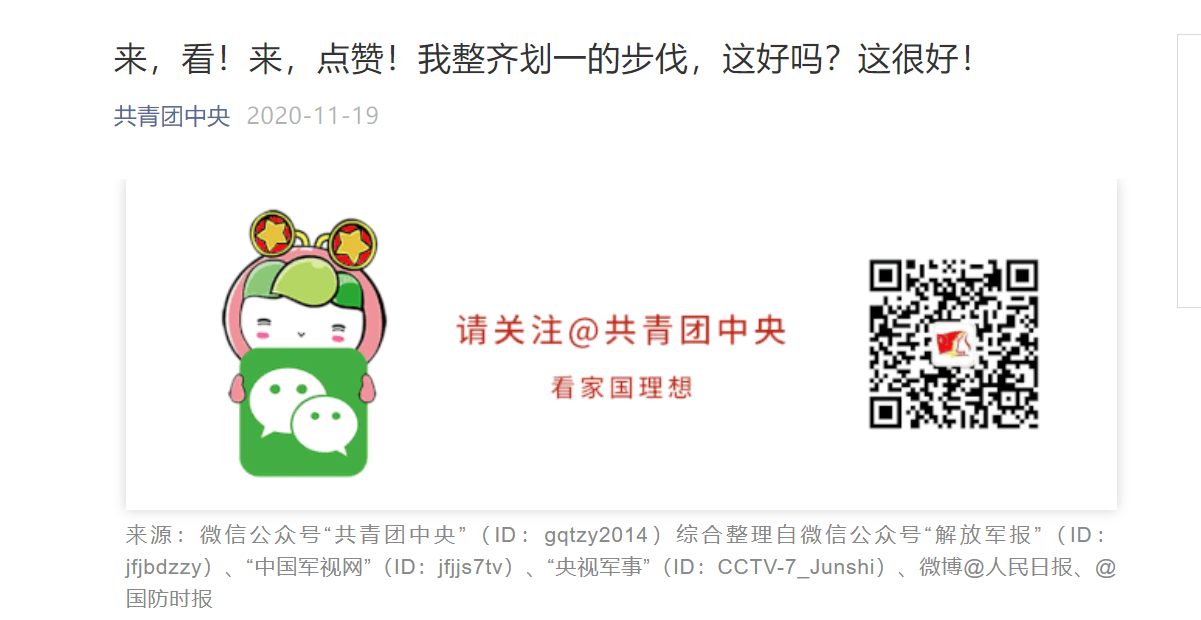 来，看！来，点赞！我整齐划一的步伐，这好吗？这很好！
共青团中央 2020-11-19
请关注@共青团中央
看家国理想
来源：微信公众号“共青团中央”（ID：gqtzy2014）综合整理自微信公众号“解放军报”（ID：
jfjbdzzy）、“中国军视网”（ID：jfjjs7tv）、“央视军事”（ID：CCTV-7_Junshi）、微博@人民日报、@
国防时报